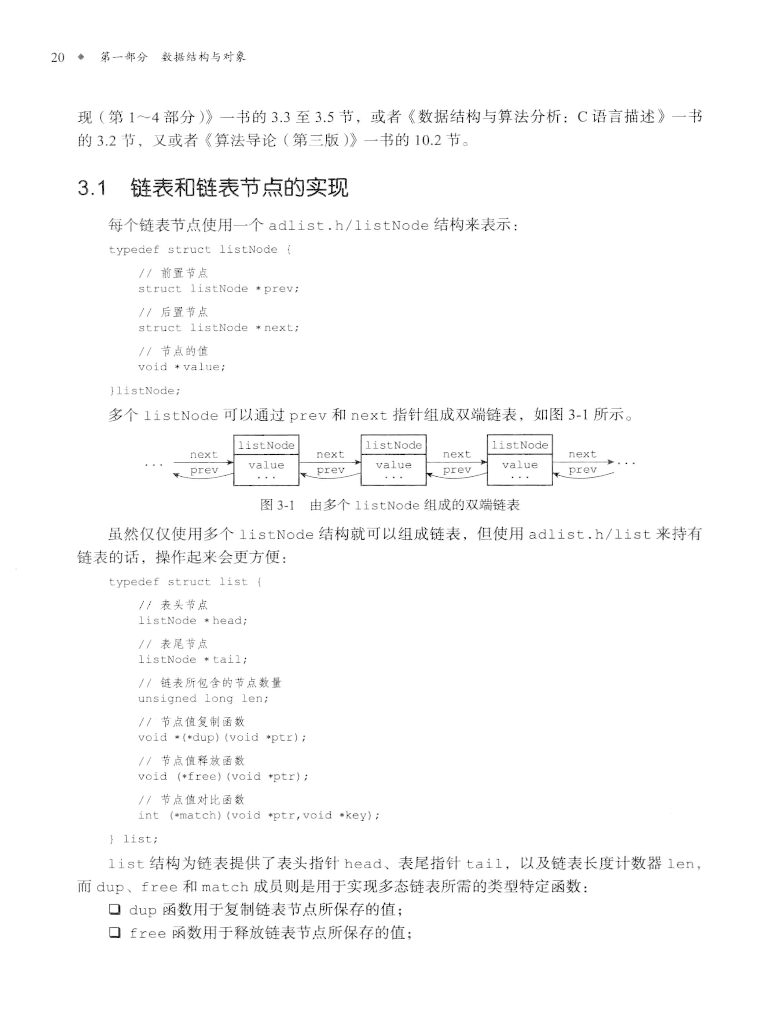 20 ◆ 第一部分 数据结构与对象
现（第 1～4 部分）》一书的 3.3 至 3.5 节，或者《数据结构与算法分析：C 语言描述》一书
的 3.2 节，又或者《算法导论（第三版）》一书的 10.2 节。
3.1 链表和链表节点的实现
每个链表节点使用一个 adlist.h/listNode 结构来表示：
typedef struct listNode {
// 前置节点
struct listNode *prev;
// 后置节点
struct listNode *next;
// 节点的值
void *value;
}listNode;
多个 listNode 可以通过 prev 和 next 指针组成双端链表，如图 3-1 所示。
listNode listNode listNode
next next next next
... value value value ...
prev prev prev prev
... ... ...
图 3-1 由多个 listNode 组成的双端链表
虽然仅仅使用多个 listNode 结构就可以组成链表，但使用 adlist.h/list 来持有
链表的话，操作起来会更方便：
typedef struct list {
// 表头节点
listNode *head;
// 表尾节点
listNode *tail;
// 链表所包含的节点数量
unsigned long len;
// 节点值复制函数
void *(*dup)(void *ptr);
// 节点值释放函数
void (*free)(void *ptr);
// 节点值对比函数
int (*match)(void *ptr,void *key);
} list;
list 结构为链表提供了表头指针 head、表尾指针 tail，以及链表长度计数器 len，
而 dup、free 和 match 成员则是用于实现多态链表所需的类型特定函数：
❑ dup 函数用于复制链表节点所保存的值；
❑ free 函数用于释放链表节点所保存的值；